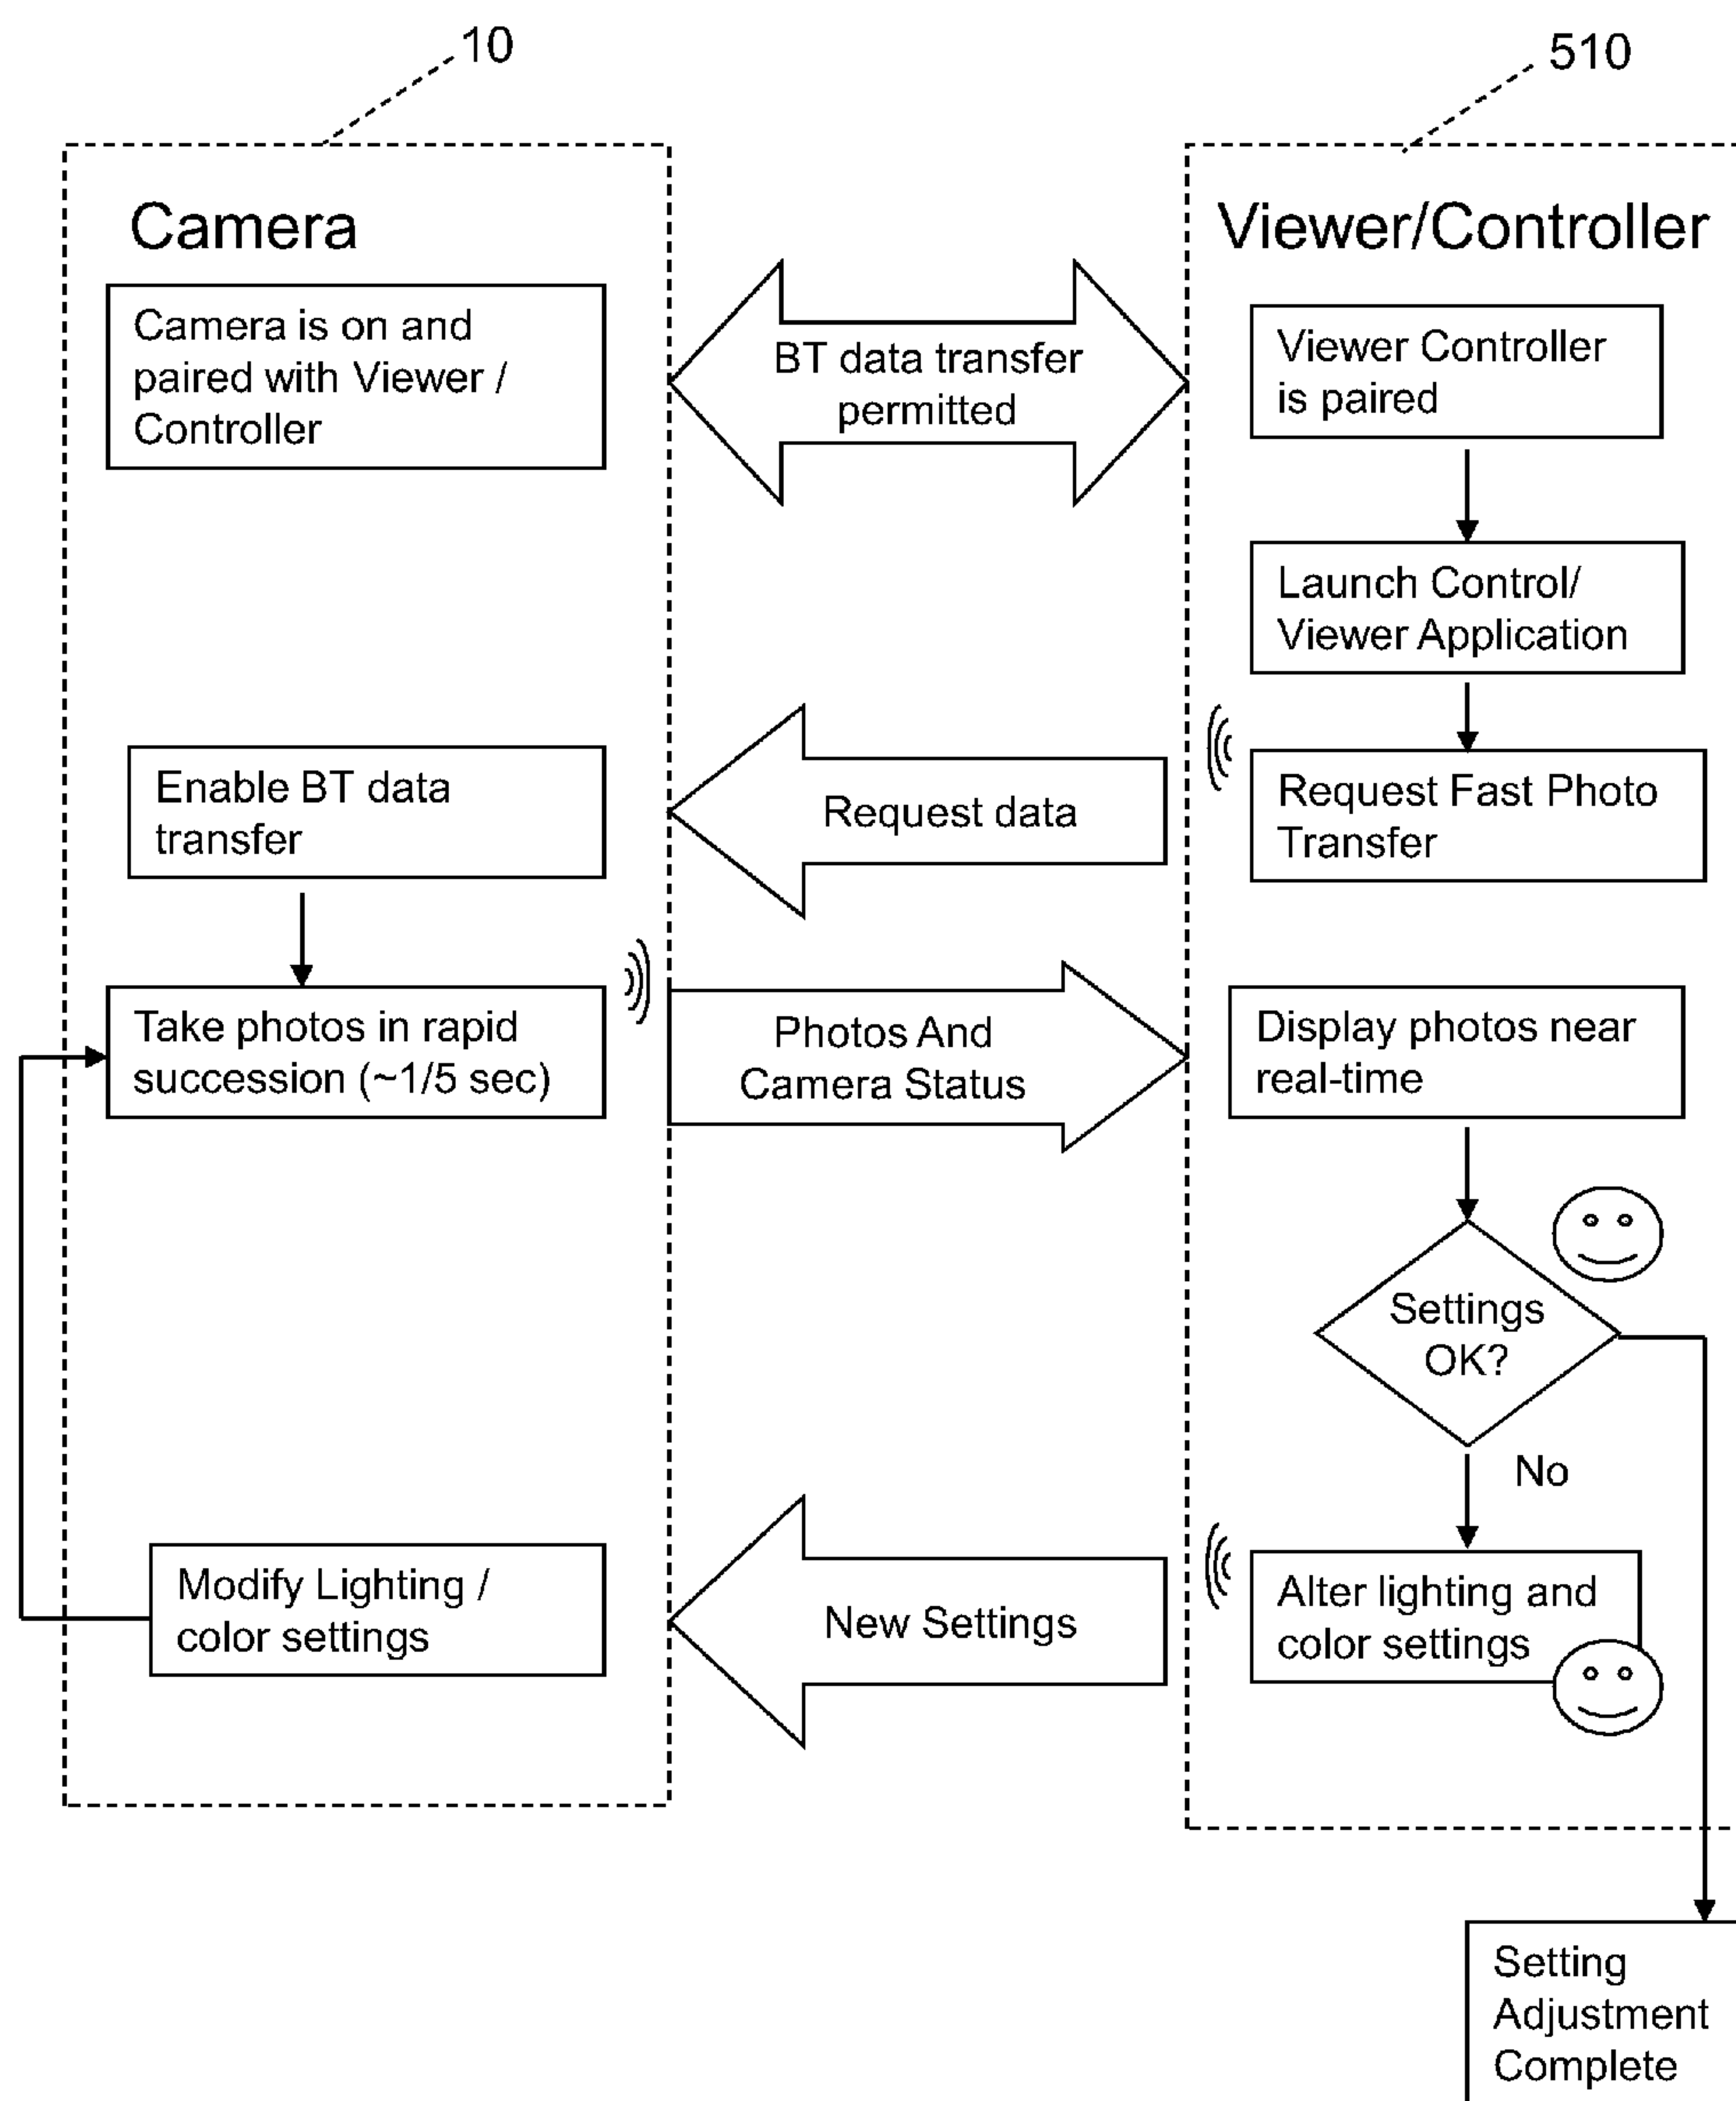 10
510
Camera
Viewer/Controller
Camera is on and
paired with Viewer /
Controller
BT data transfer
permitted
Viewer Controller
is paired
Launch Control/
Viewer Application
Enable BT data
transfer
Request data
Request Fast Photo
Transfer
Take photos in rapid
succession (~1/5 sec)
Photos And
Camera Status
Display photos near
real-time
Settings
OK?
No
Modify Lighting /
color settings
New Settings
Alter lighting and
color settings
Setting
Adjustment
Complete